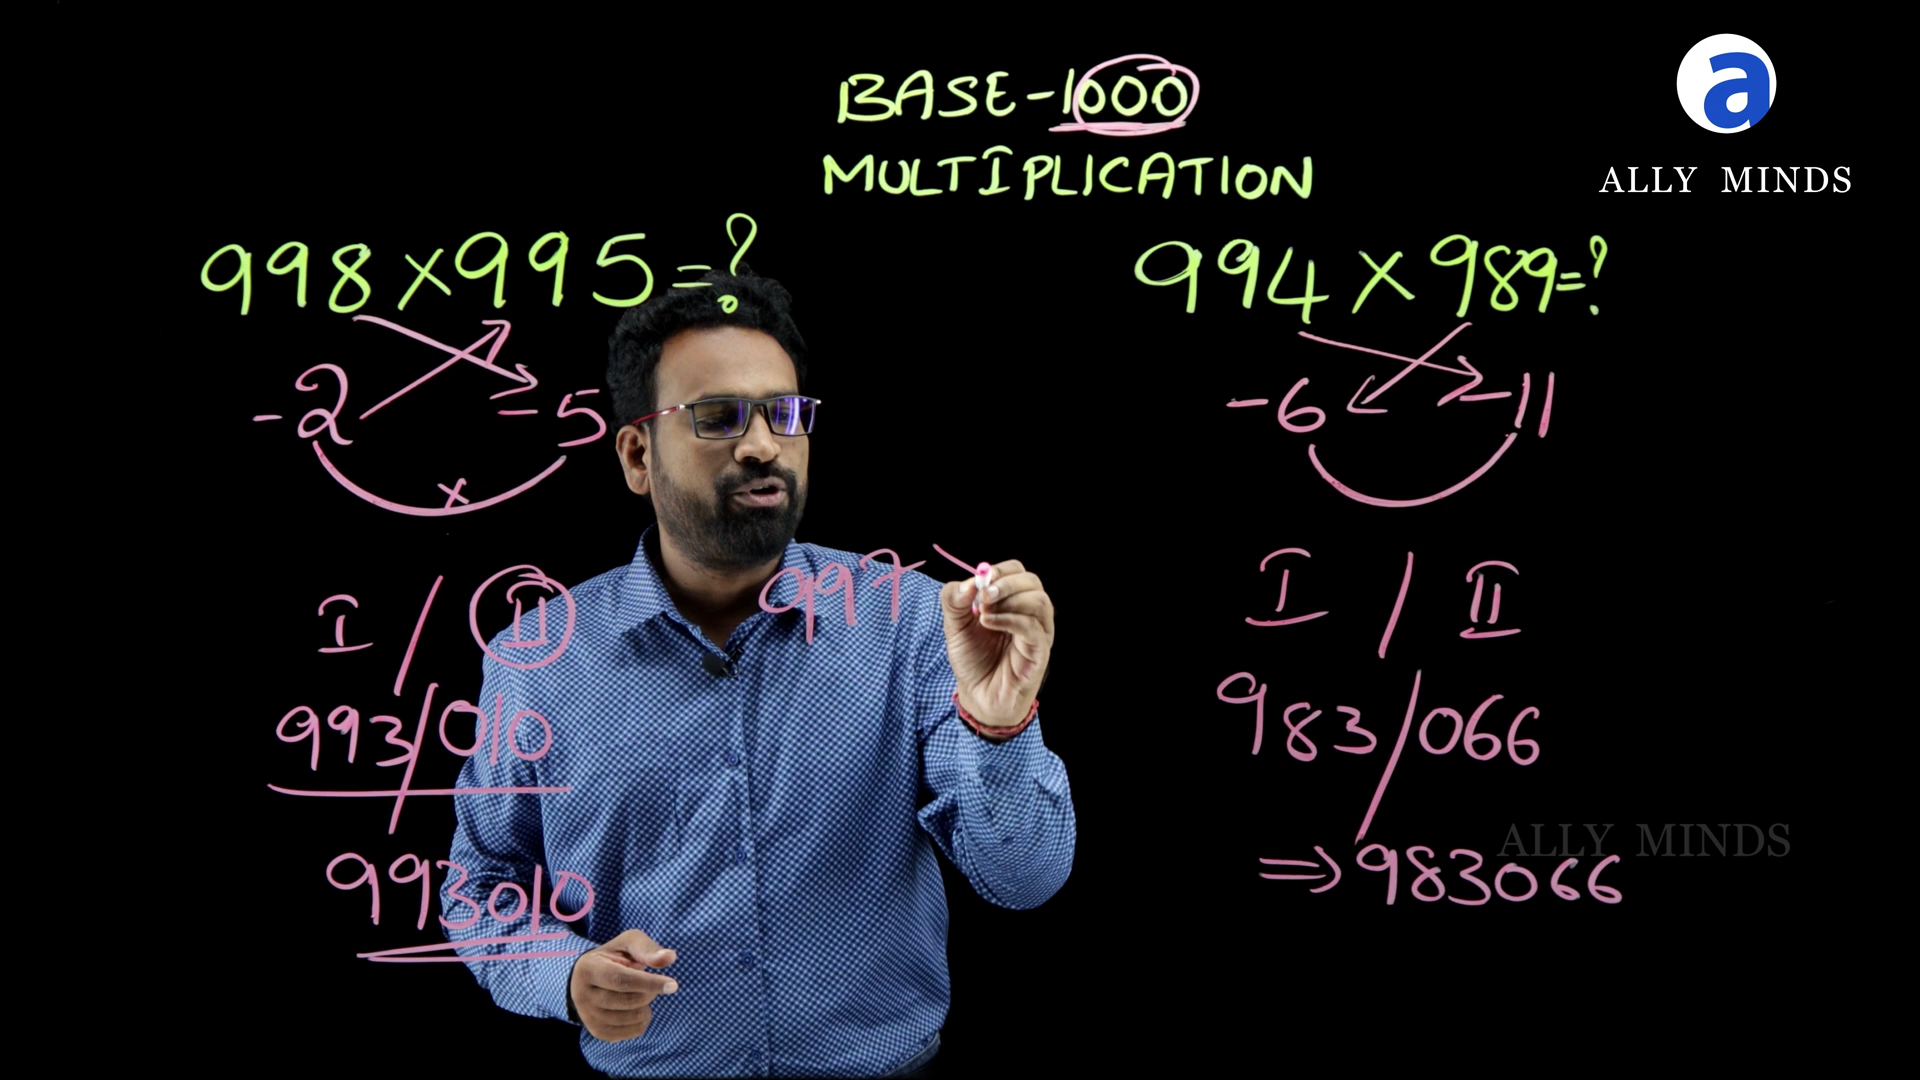 BASE-1000
MULTIPLICATION
a
ALLY MINDS
998×995=?
-2 -5
×
I / II
993/010
993010
997
994×989=?
-6 -11
I / II
983/066
⇒983066
ALLY MINDS